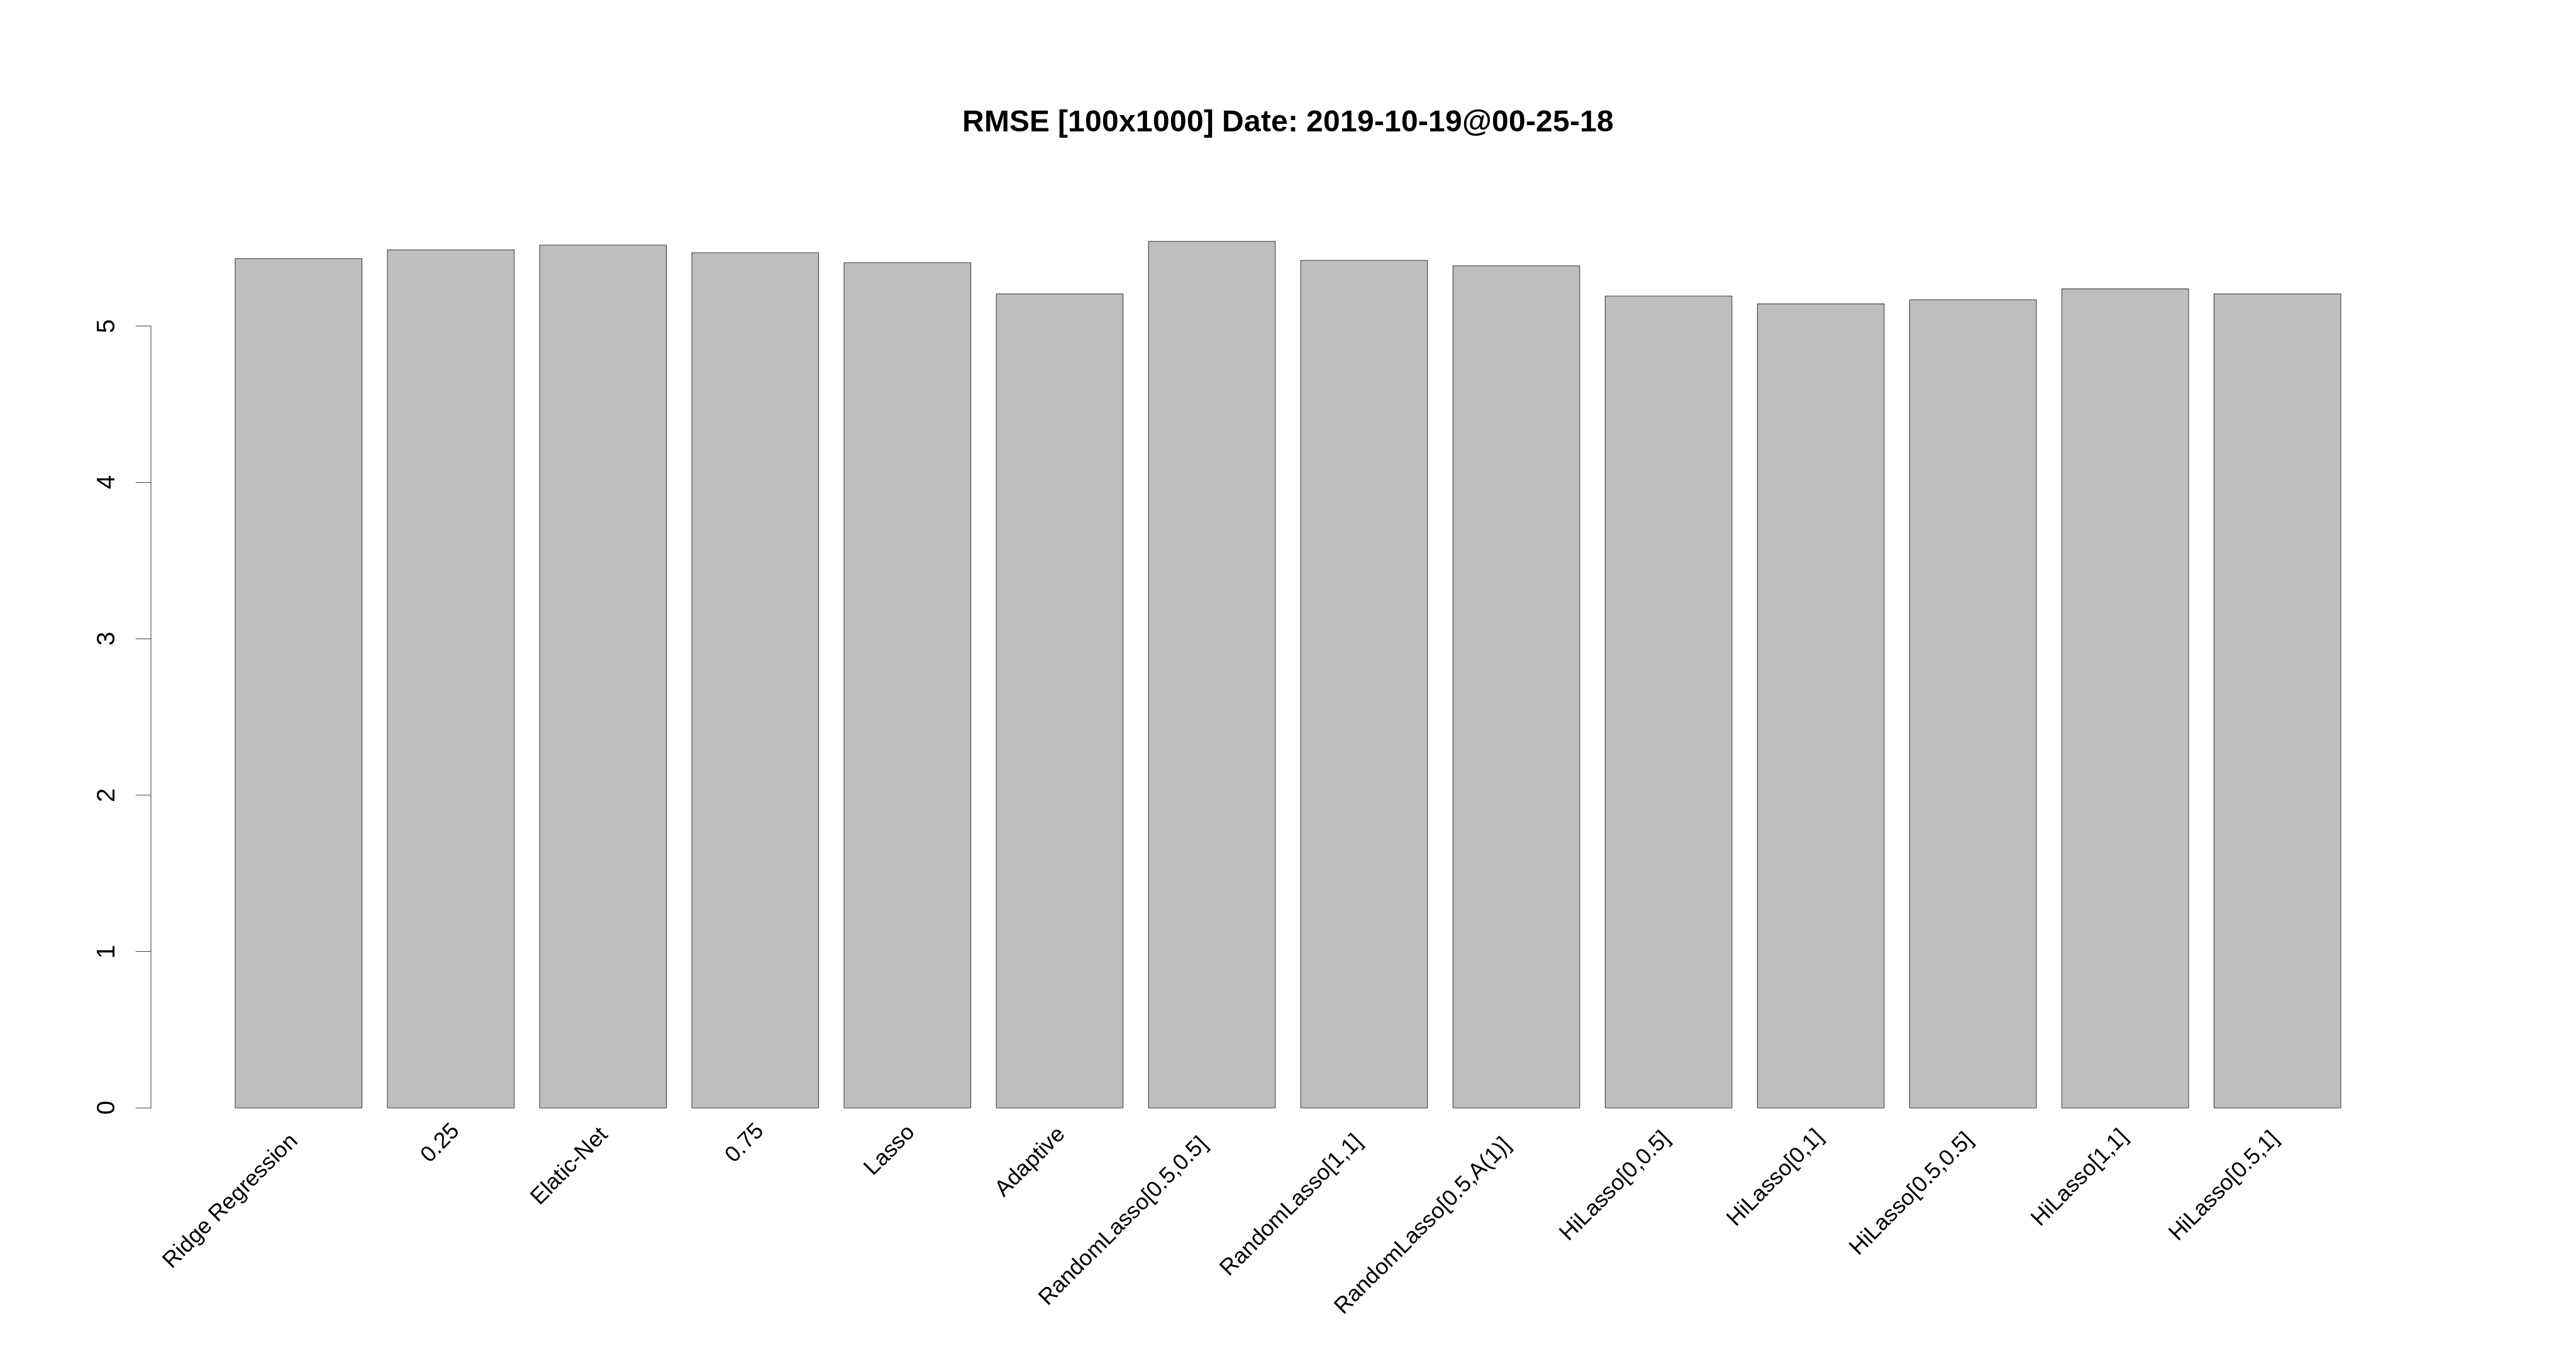 RMSE [100x1000] Date: 2019-10-19@00-25-18
5
4
3
2
1
0
Ridge Regression
0.25
Elatic-Net
0.75
Lasso
Adaptive
RandomLasso[0.5,0.5]
RandomLasso[1,1]
RandomLasso[0.5,A(1)]
HiLasso[0,0.5]
HiLasso[0,1]
HiLasso[0.5,0.5]
HiLasso[1,1]
HiLasso[0.5,1]